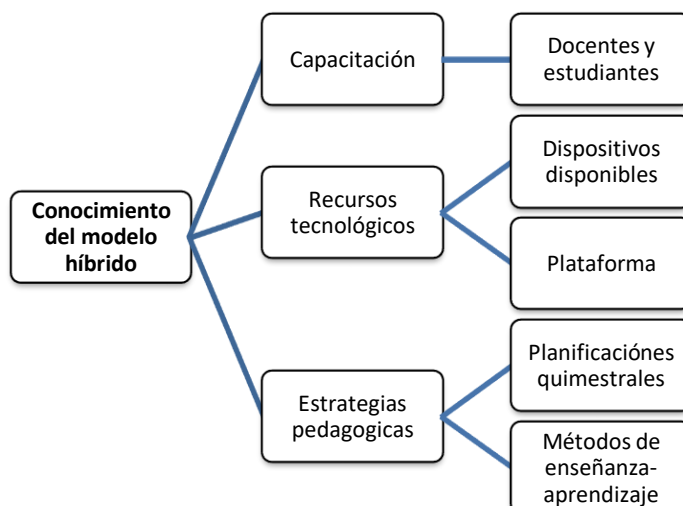 Conocimiento
del modelo
híbrido
Capacitación
Docentes y
estudiantes
Recursos
tecnológicos
Dispositivos
disponibles
Plataforma
Estrategias
pedagogicas
Planificaciónes
quimestrales
Métodos de
enseñanza-
aprendizaje